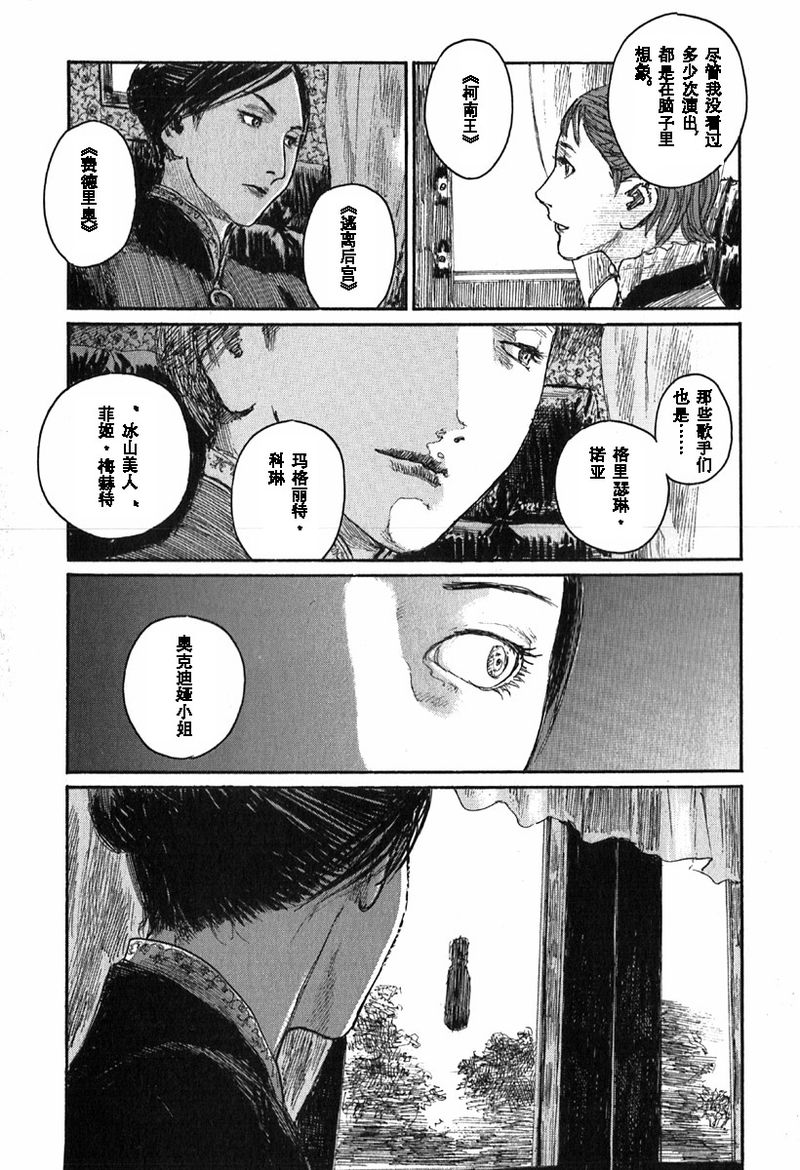 尽管我没看过
多少次演出,
都是在脑子里
想象。
《柯南王》
《逃离后宫》
《费德里奥》
那些歌手们
也是……
格里瑟琳·
诺亚
玛格丽特·
科琳
“冰山美人”
菲姬·梅赫特
奥克迪娅小姐